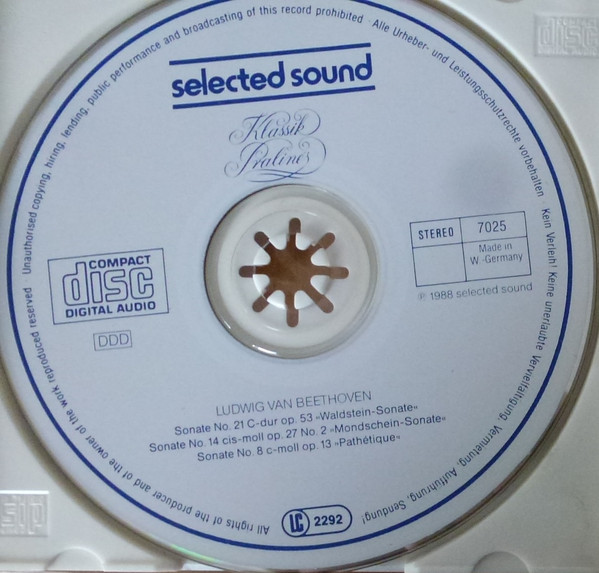 All rights of the producer and of the owner of the work reproduced reserved Unauthorised copying, hiring, lending, public performance and broadcasting of this record prohibited · Alle Urheber- und Leistungsschutzrechte vorbehalten Kein Verleih! Keine unerlaubte Vervielfältigung, Vermietung, Aufführung, Sendung!
selected sound
Klassik
Pralinés
STEREO 7025
Made in
W.-Germany
℗ 1988 selected sound
COMPACT
disc
DIGITAL AUDIO
DDD
LUDWIG VAN BEETHOVEN
Sonate No. 21 C-dur op. 53 »Waldstein-Sonate«
Sonate No. 14 cis-moll op. 27 No. 2 »Mondschein-Sonate«
Sonate No. 8 c-moll op. 13 »Pathétique«
LC 2292
disc
disc